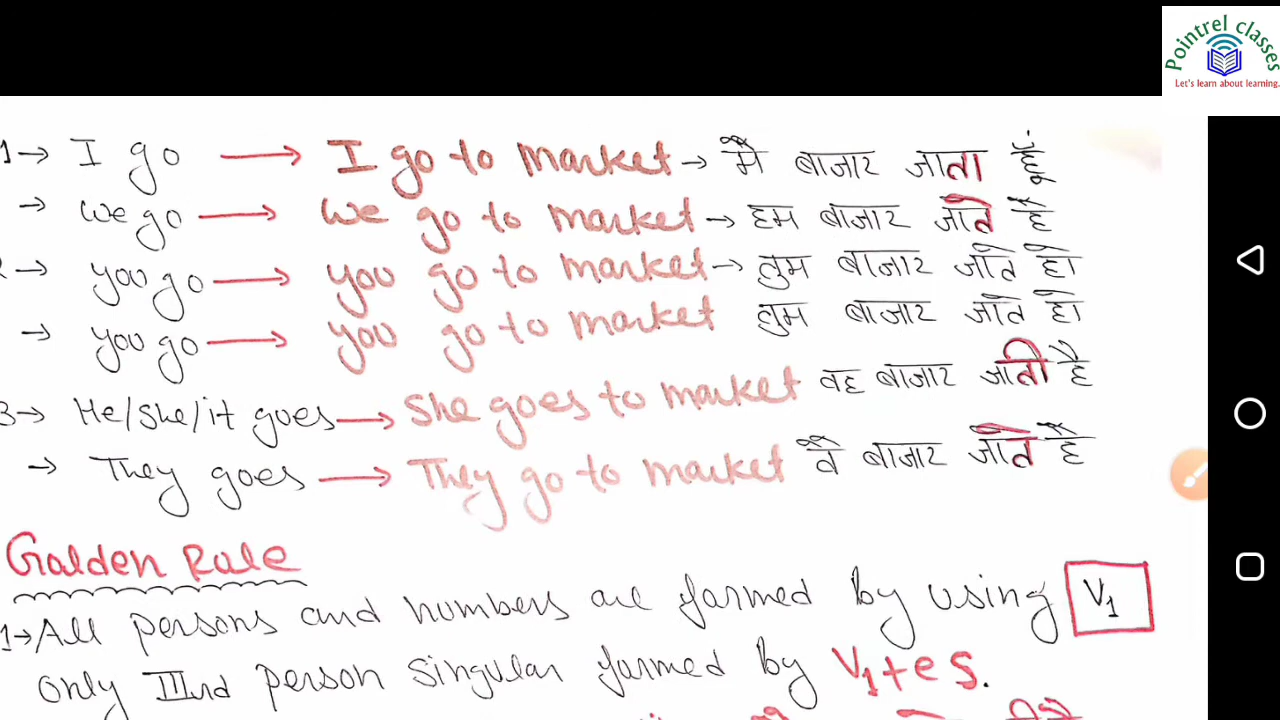 Pointrel classes
Let's learn about learning.
1→ I go → I go to market → मैं बाजार जाता हूँ
→ we go → we go to market → हम बाजार जाते है
→ you go → you go to market → तुम बाजार जाते हो
→ you go → you go to market तुम बाजार जाते हो
3→ He/She/it goes → She goes to market वह बाजार जाती है
→ They goes → They go to market वे बाजार जाते है
Golden Rule
1→ All persons and numbers are formed by using V1
only IIIrd person singular formed by V1+es.